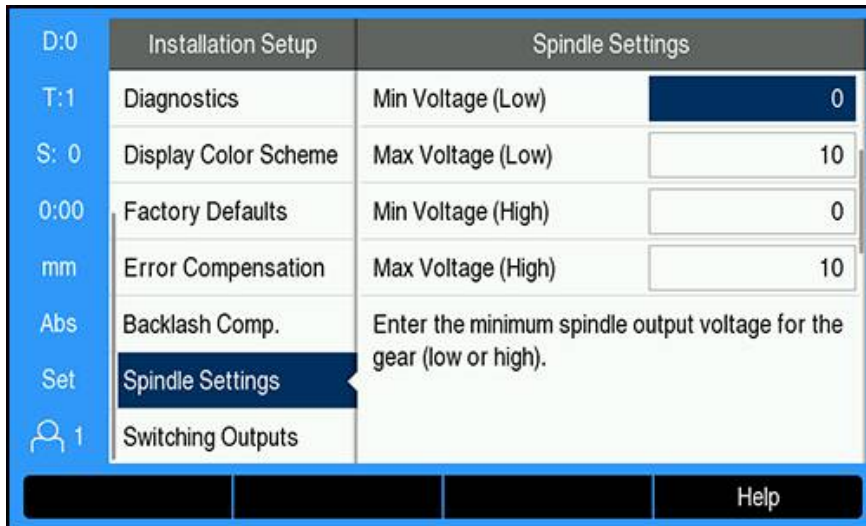 D:0
T:1
S: 0
0:00
mm
Abs
Set
1
Installation Setup
Diagnostics
Display Color Scheme
Factory Defaults
Error Compensation
Backlash Comp.
Spindle Settings
Switching Outputs
Spindle Settings
Min Voltage (Low) 0
Max Voltage (Low) 10
Min Voltage (High) 0
Max Voltage (High) 10
Enter the minimum spindle output voltage for the
gear (low or high).
Help